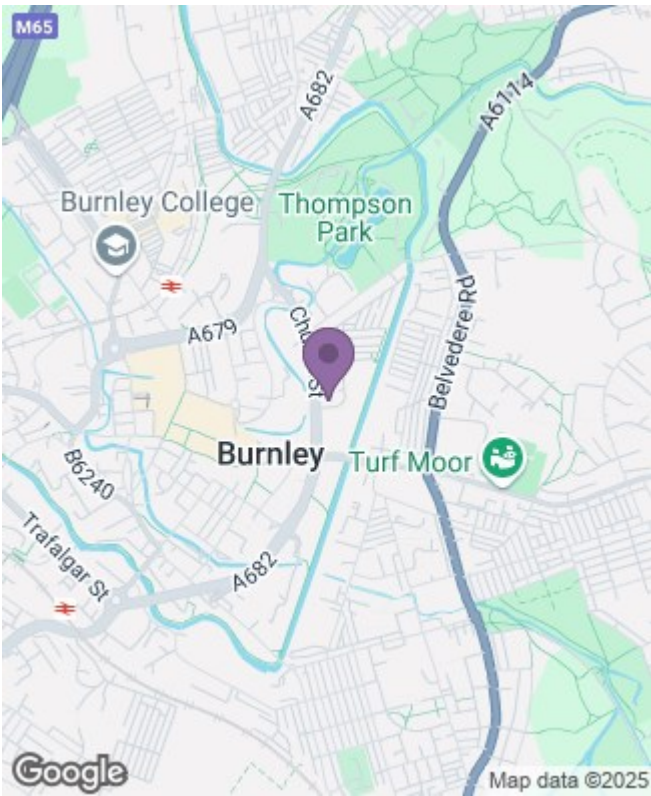 M65
A682
A6114
Burnley College
Thompson
Park
A679
Church St
Belvedere Rd
Burnley
Turf Moor
B6240
Trafalgar St
A682
Google
Map data ©2025